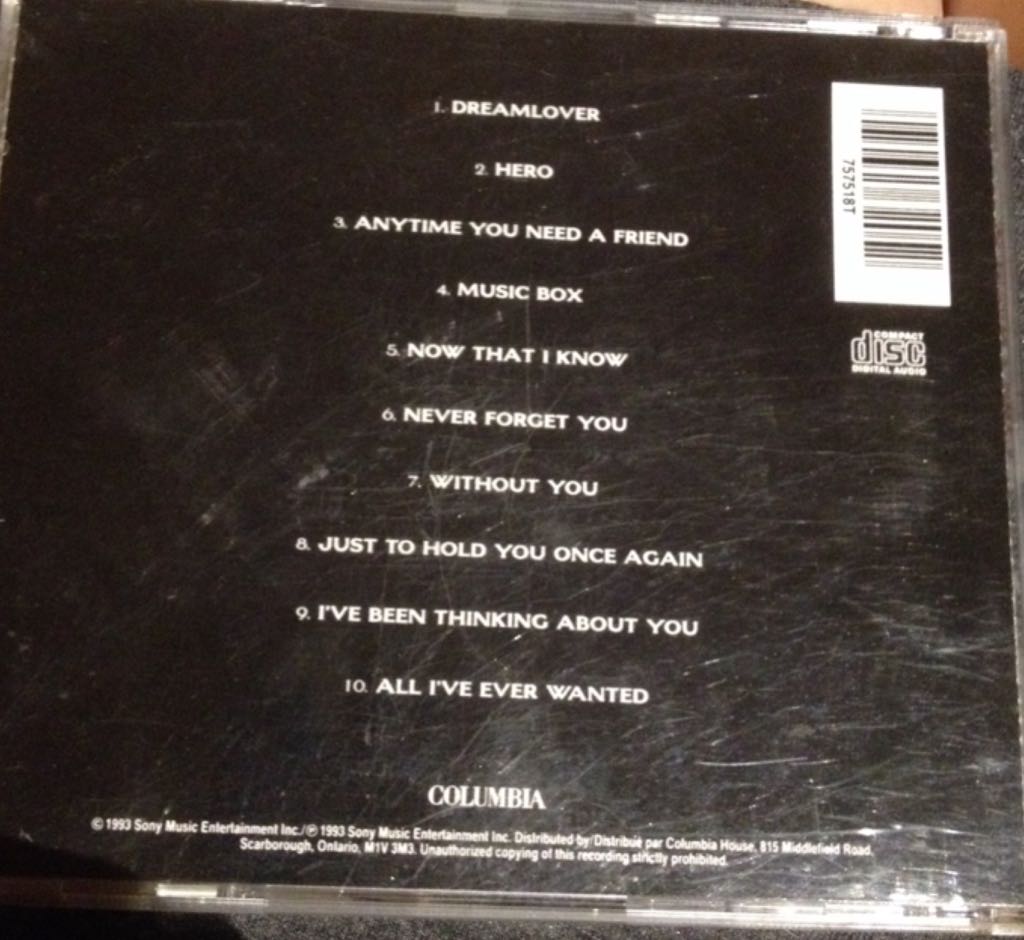 1. DREAMLOVER
2. HERO
3. ANYTIME YOU NEED A FRIEND
4. MUSIC BOX
5. NOW THAT I KNOW
6. NEVER FORGET YOU
7. WITHOUT YOU
8. JUST TO HOLD YOU ONCE AGAIN
9. I'VE BEEN THINKING ABOUT YOU
10. ALL I'VE EVER WANTED
757518T
COMPACT
disc
DIGITAL AUDIO
COLUMBIA
© 1993 Sony Music Entertainment Inc./℗ 1993 Sony Music Entertainment Inc. Distributed by/Distribué par Columbia House, 815 Middlefield Road,
Scarborough, Ontario, M1V 3M3. Unauthorized copying of this recording strictly prohibited.